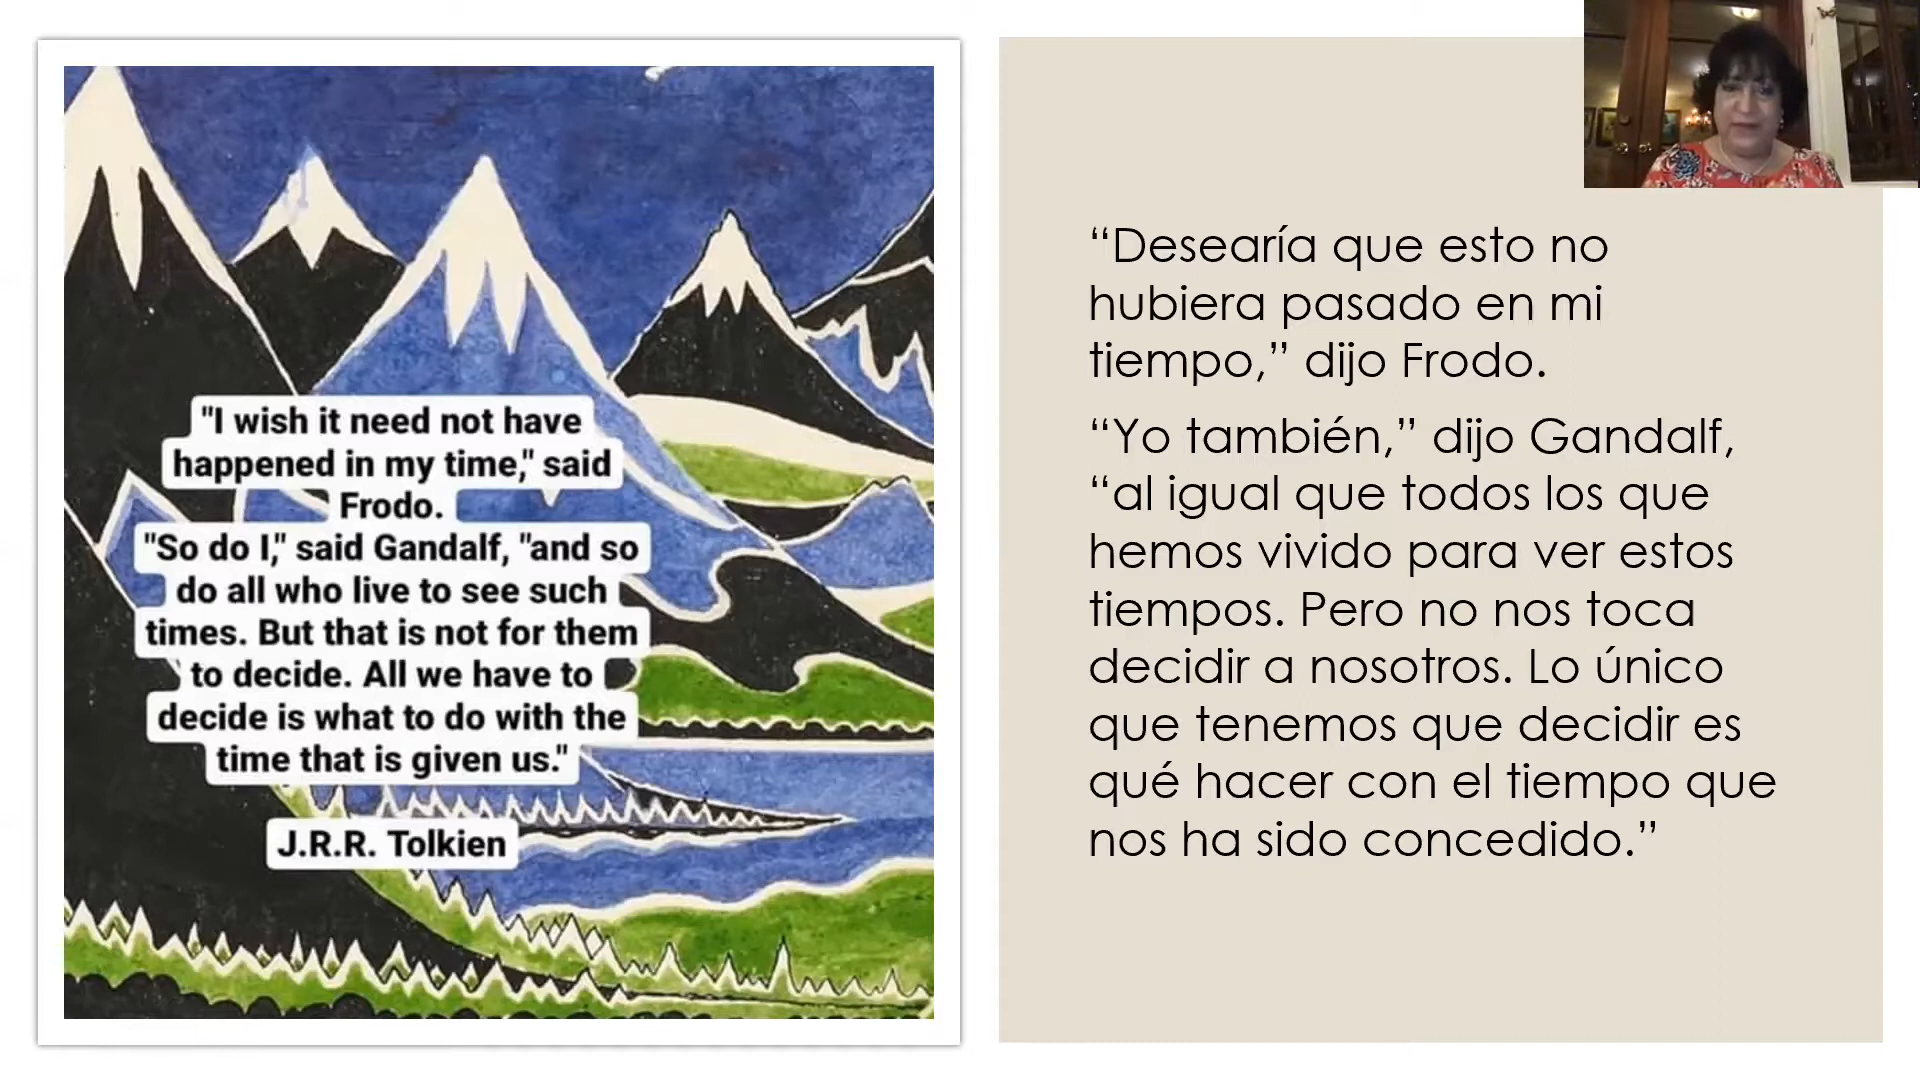 "I wish it need not have
happened in my time," said
Frodo.
"So do I," said Gandalf, "and so
do all who live to see such
times. But that is not for them
to decide. All we have to
decide is what to do with the
time that is given us."
J.R.R. Tolkien
“Desearía que esto no
hubiera pasado en mi
tiempo,” dijo Frodo.
“Yo también,” dijo Gandalf,
“al igual que todos los que
hemos vivido para ver estos
tiempos. Pero no nos toca
decidir a nosotros. Lo único
que tenemos que decidir es
qué hacer con el tiempo que
nos ha sido concedido.”